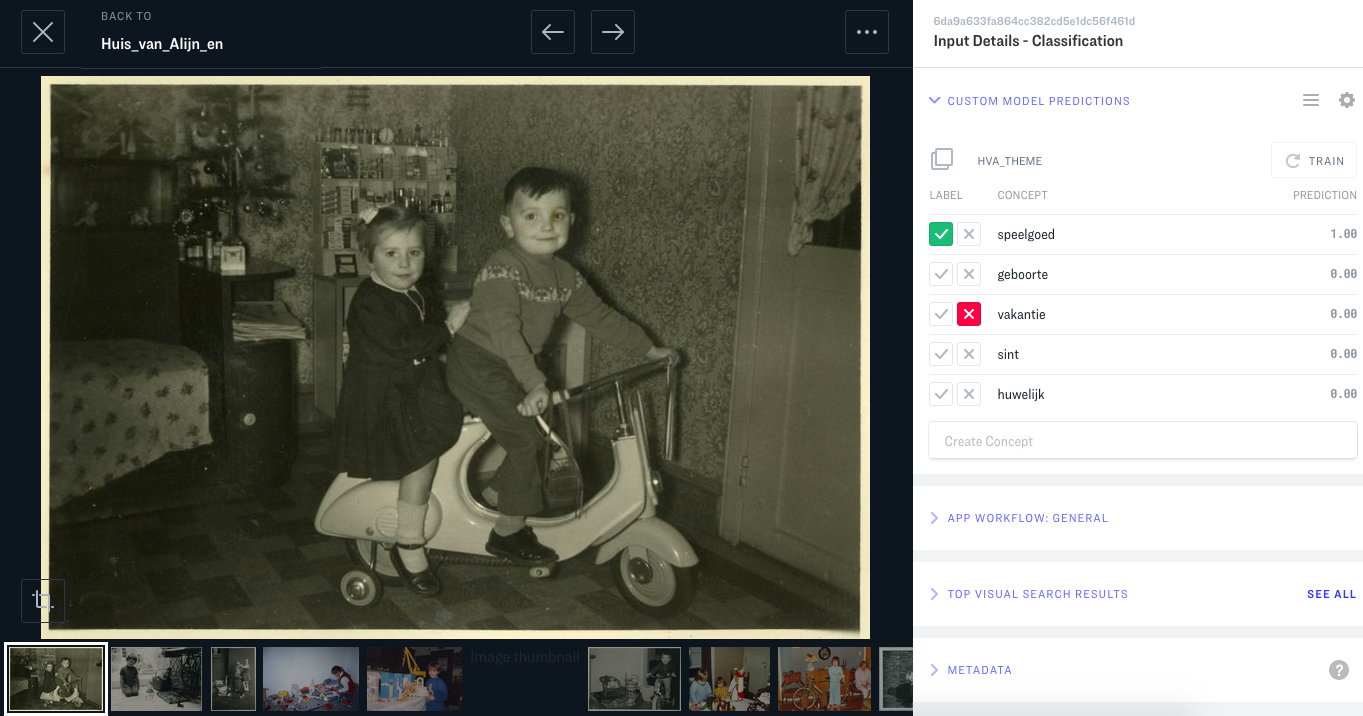 BACK TO
Huis_van_Alijn_en
6da9a633fa864cc382cd5e1dc56f461d
Input Details - Classification
CUSTOM MODEL PREDICTIONS
HVA_THEME
TRAIN
LABEL CONCEPT PREDICTION
speelgoed 1.00
geboorte 0.00
vakantie 0.00
sint 0.00
huwelijk 0.00
Create Concept
APP WORKFLOW: GENERAL
TOP VISUAL SEARCH RESULTS SEE ALL
METADATA ?
Image thumbnail